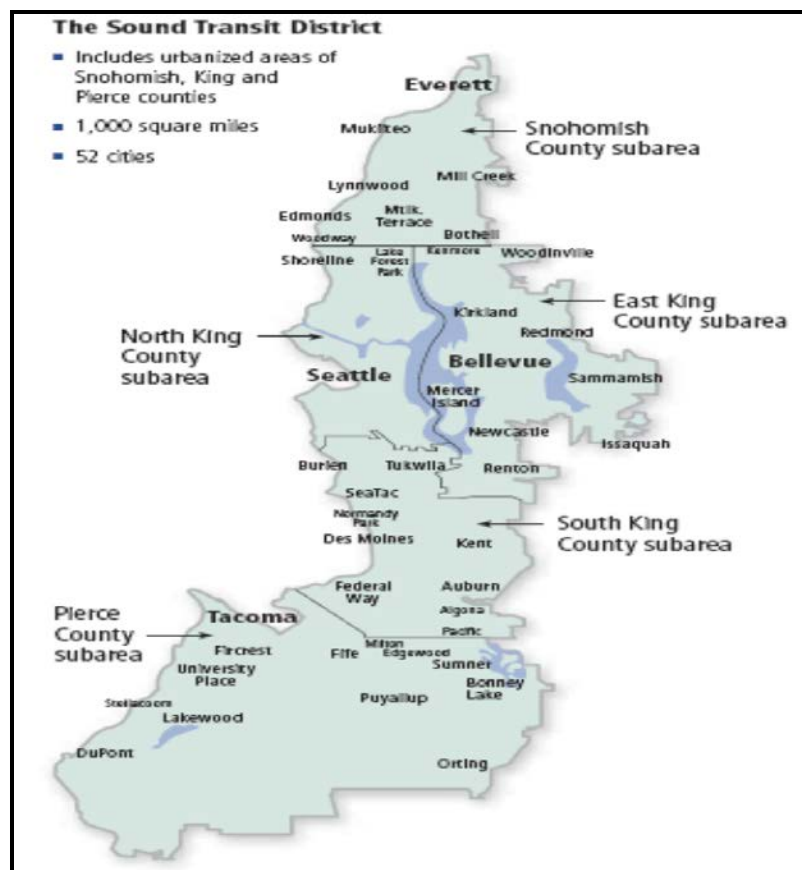 The Sound Transit District
Includes urbanized areas of
Snohomish, King and
Pierce counties
1,000 square miles
52 cities
Everett
Mukilteo
Snohomish
County subarea
Mill Creek
Lynnwood
Edmonds
Mtlk.
Terrace
Bothell
Woodway
Shoreline
Lake
Forest
Park
Kenmore
Woodinville
East King
County subarea
Kirkland
Redmond
North King
County
subarea
Bellevue
Seattle
Sammamish
Mercer
Island
Newcastle
Issaquah
Burien
Tukwila
Renton
SeaTac
Normandy
Park
Des Moines
South King
County subarea
Kent
Federal
Way
Auburn
Algona
Pacific
Pierce
County
subarea
Tacoma
Milton
Fircrest
Fife
Edgewood
Sumner
University
Place
Bonney
Lake
Puyallup
Steilacoom
Lakewood
DuPont
Orting